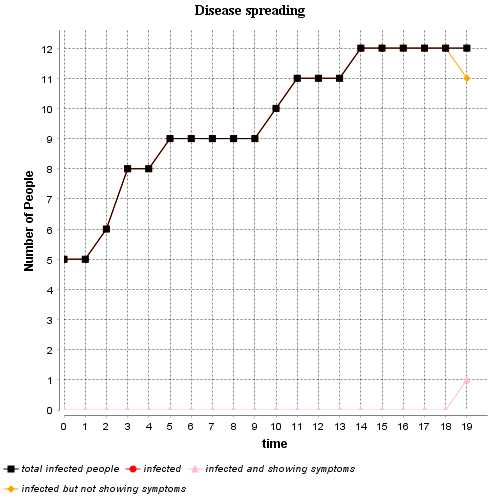 Disease spreading
Number of People
12
11
10
9
8
7
6
5
4
3
2
1
0
0 1 2 3 4 5 6 7 8 9 10 11 12 13 14 15 16 17 18 19
time
total infected people infected infected and showing symptoms
infected but not showing symptoms